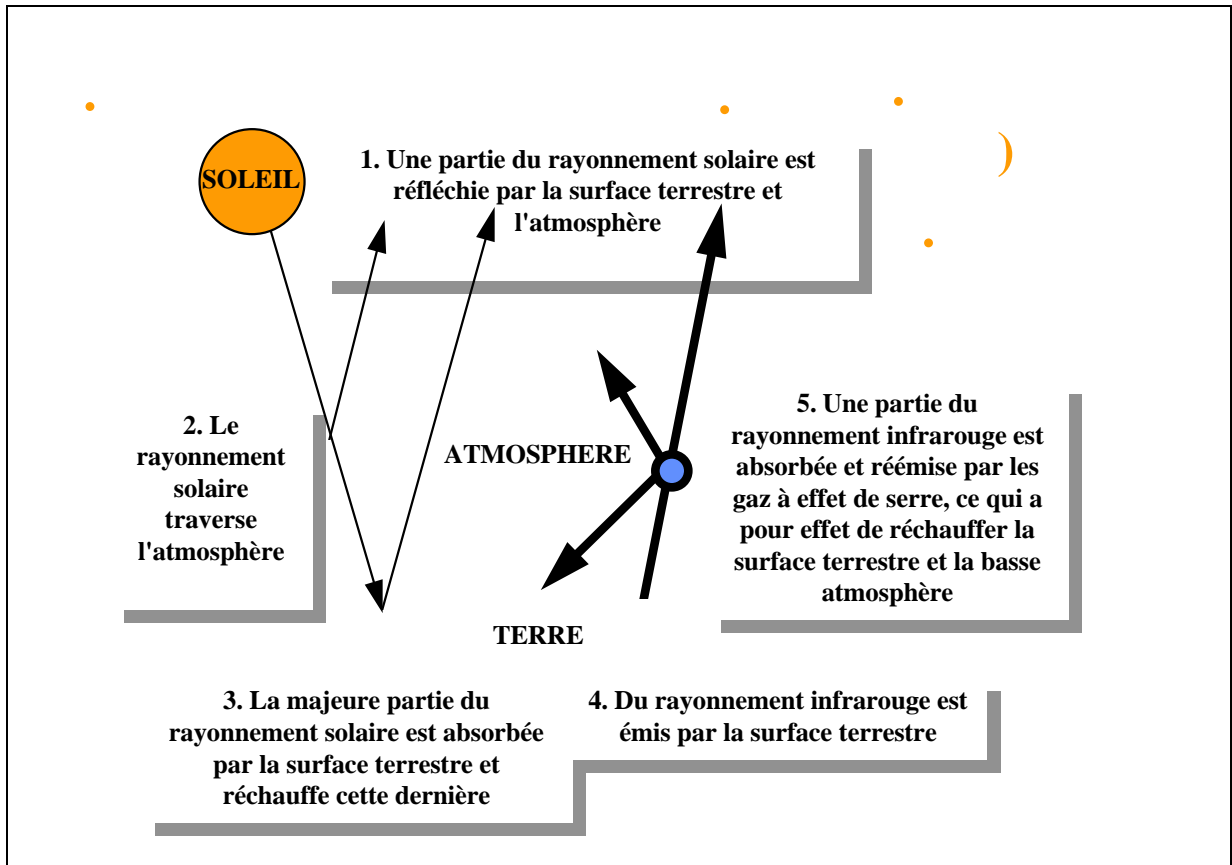 SOLEIL
1. Une partie du rayonnement solaire est
réfléchie par la surface terrestre et
l'atmosphère
)
2. Le
rayonnement
solaire
traverse
l'atmosphère
ATMOSPHERE
5. Une partie du
rayonnement infrarouge est
absorbée et réémise par les
gaz à effet de serre, ce qui a
pour effet de réchauffer la
surface terrestre et la basse
atmosphère
TERRE
3. La majeure partie du
rayonnement solaire est absorbée
par la surface terrestre et
réchauffe cette dernière
4. Du rayonnement infrarouge est
émis par la surface terrestre